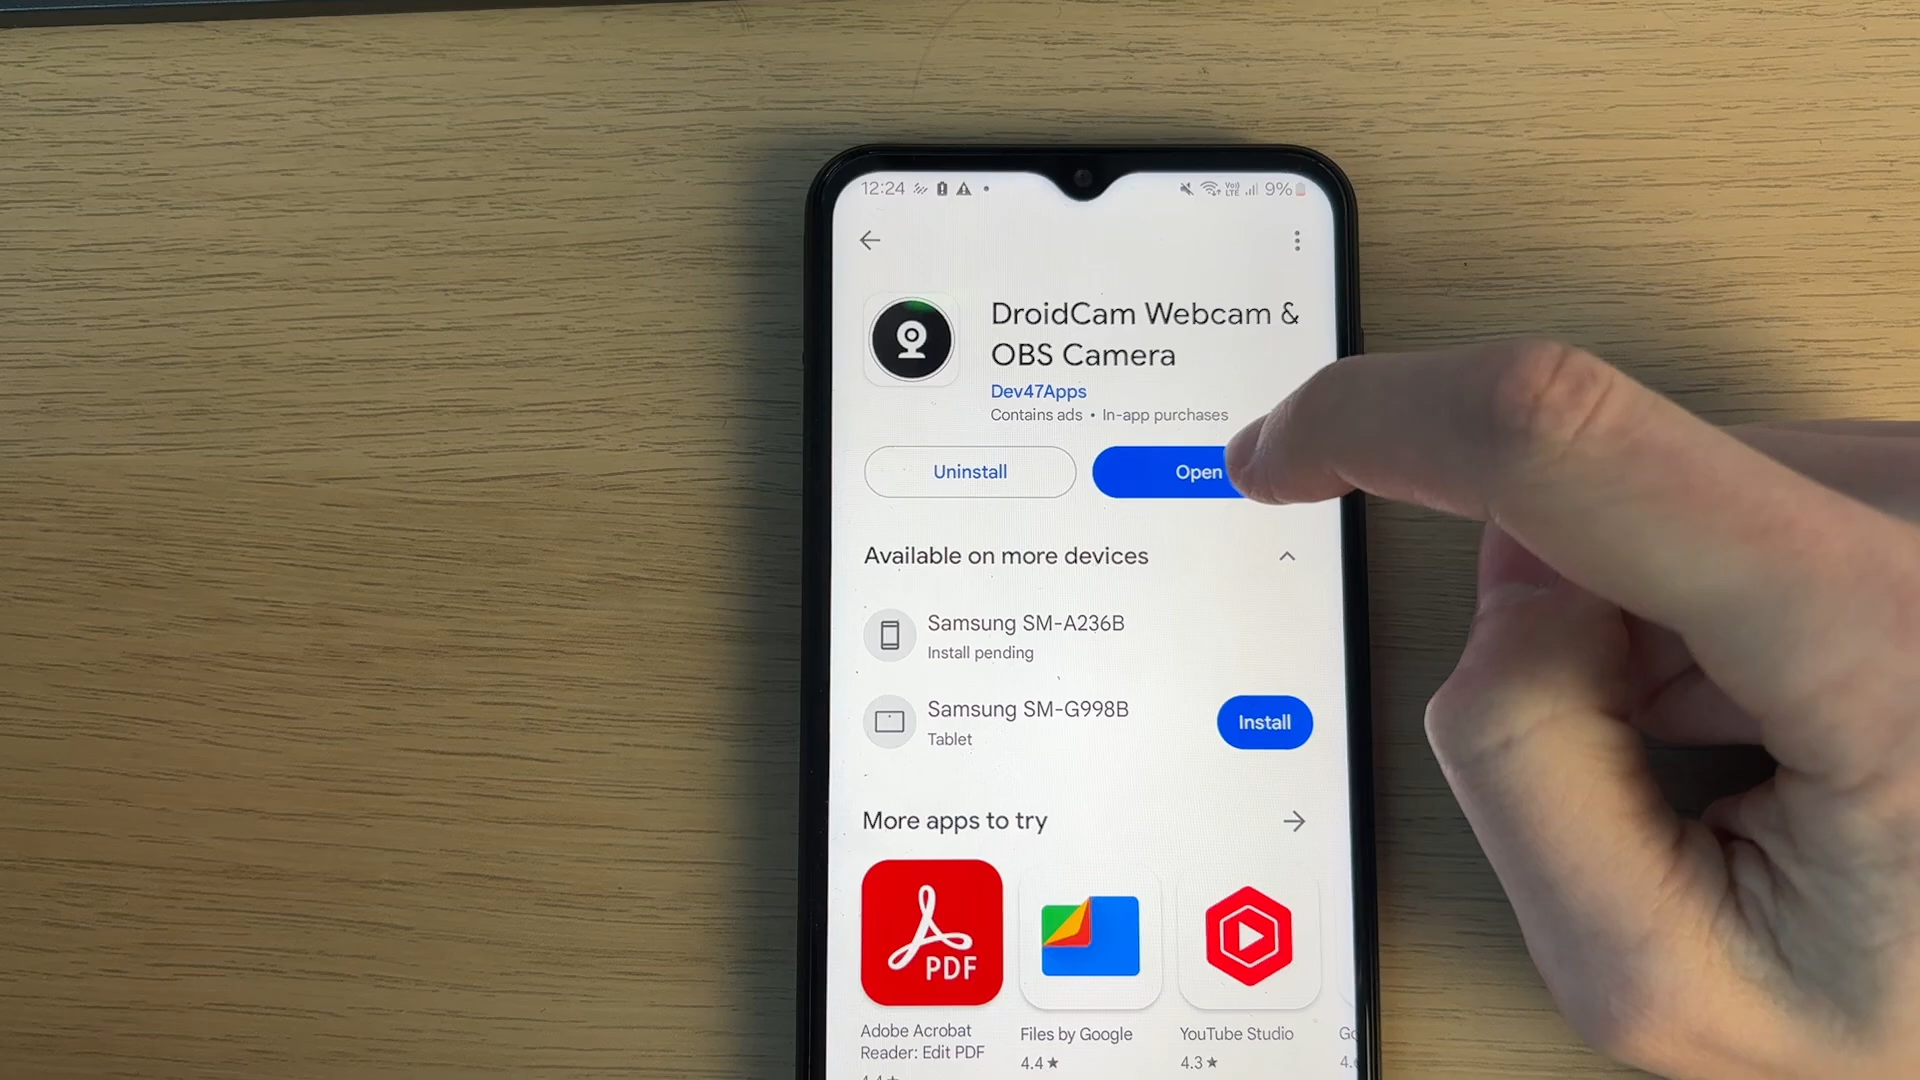 12:24
Vo)) LTE 9%
DroidCam Webcam &
OBS Camera
Dev47Apps
Contains ads • In-app purchases
Uninstall
Open
Available on more devices
Samsung SM-A236B
Install pending
Samsung SM-G998B
Tablet
Install
More apps to try
PDF
Adobe Acrobat
Reader: Edit PDF
Files by Google
4.4★
YouTube Studio
4.3★